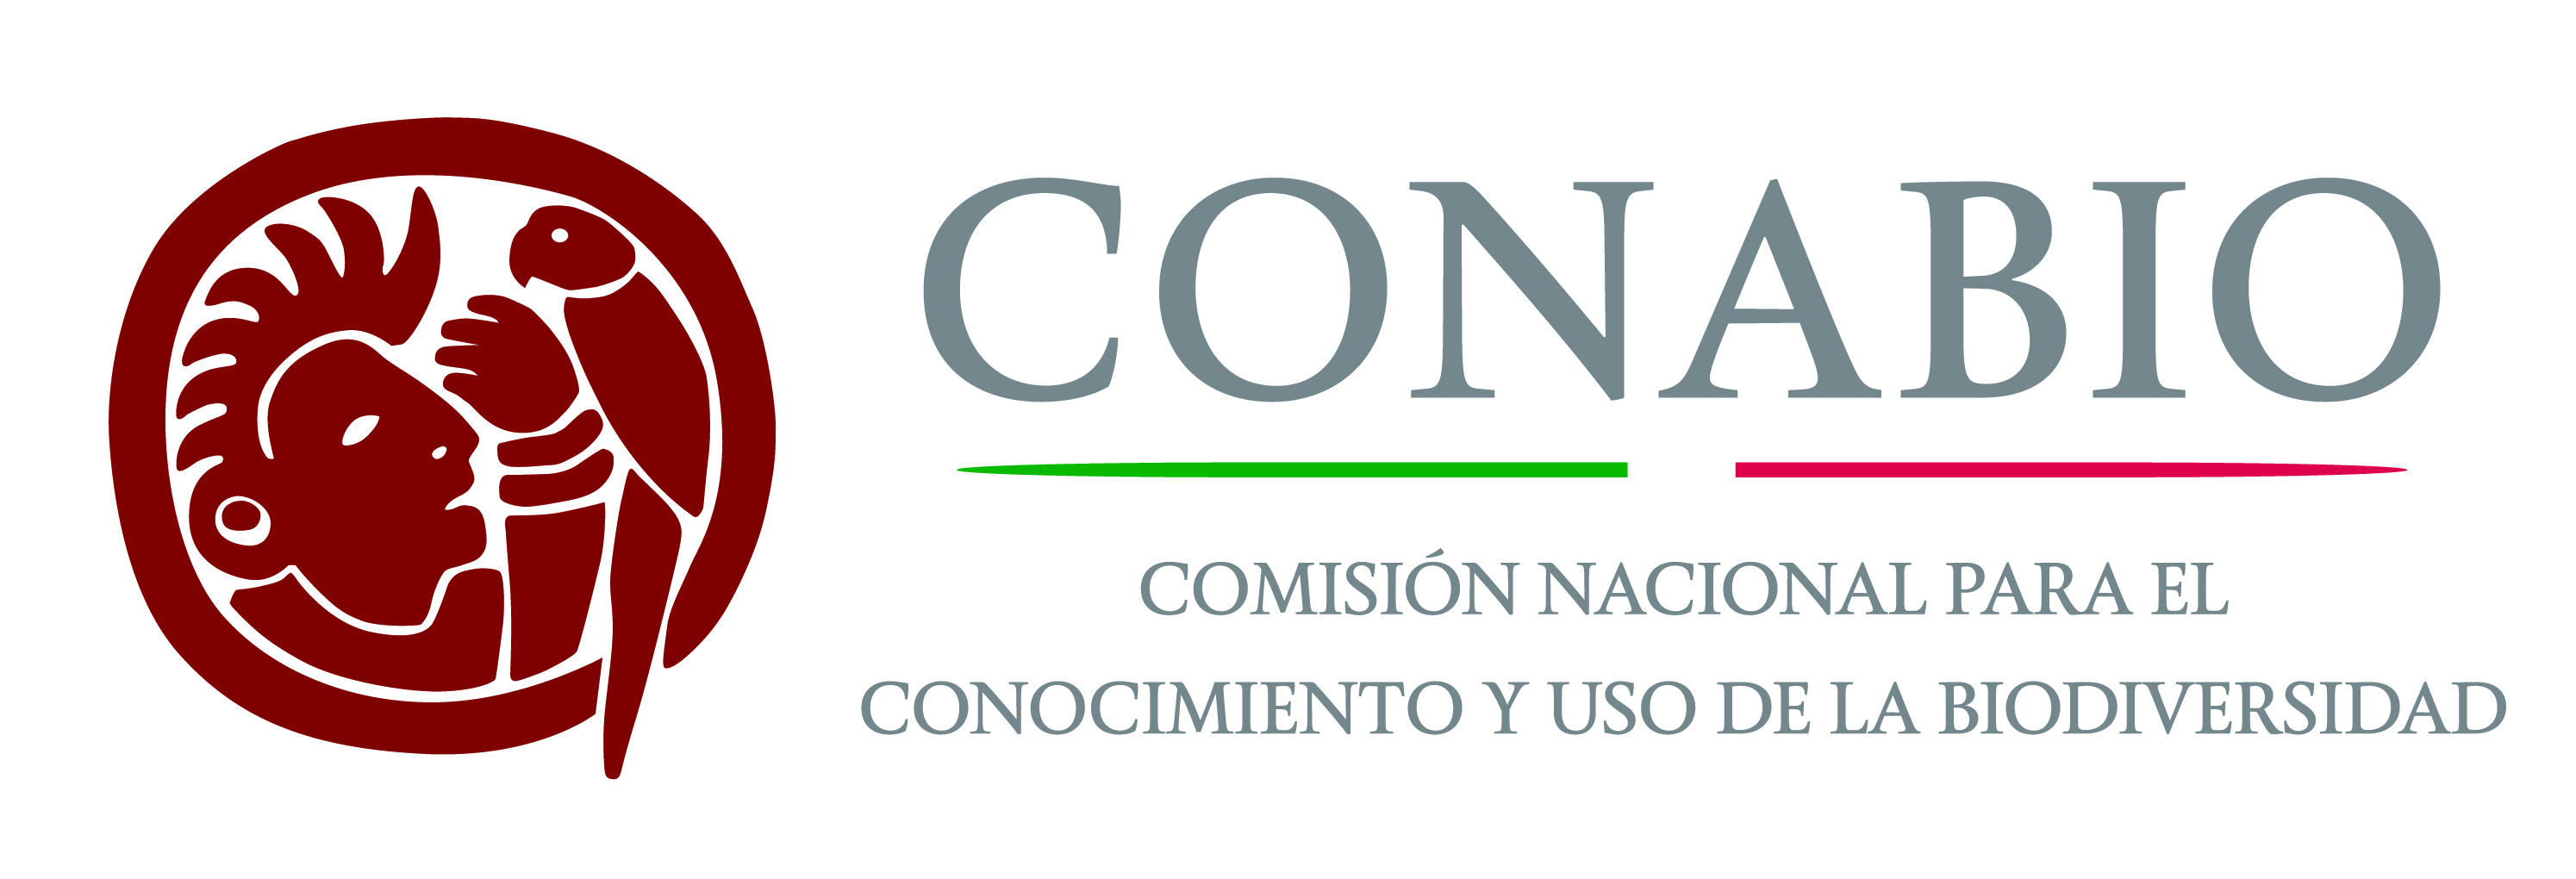 CONABIO
COMISIÓN NACIONAL PARA EL
CONOCIMIENTO Y USO DE LA BIODIVERSIDAD